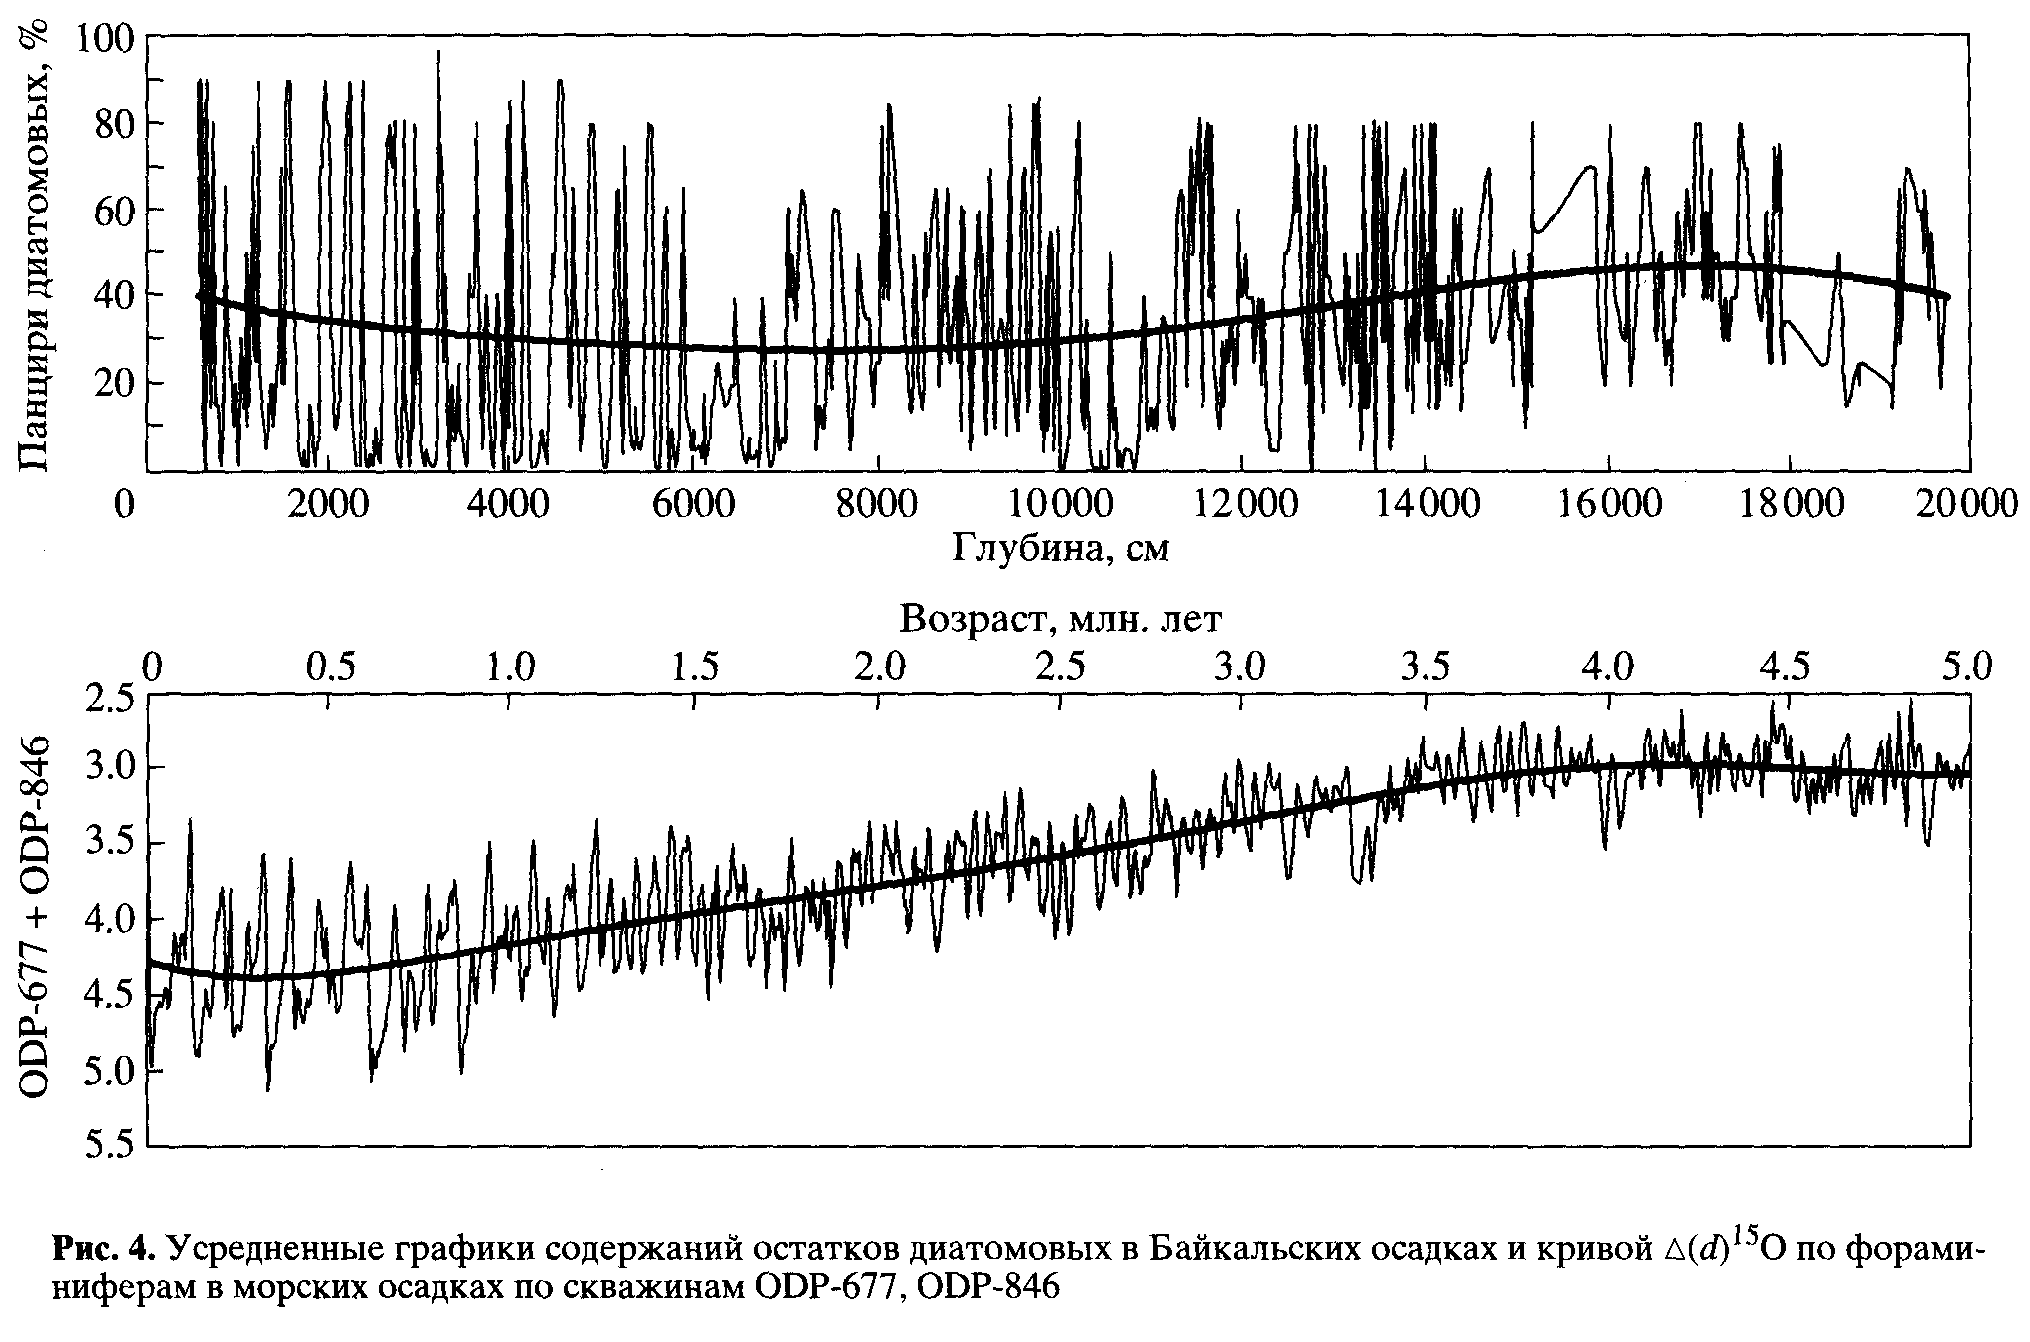 Панцири диатомовых, %
100
80
60
40
20
0 2000 4000 6000 8000 10000 12000 14000 16000 18000 20000
Глубина, см
Возраст, млн. лет
0 0.5 1.0 1.5 2.0 2.5 3.0 3.5 4.0 4.5 5.0
ODP-677 + ODP-846
2.5
3.0
3.5
4.0
4.5
5.0
5.5
Рис. 4. Усредненные графики содержаний остатков диатомовых в Байкальских осадках и кривой Δ(d)¹⁵O по форами-
ниферам в морских осадках по скважинам ODP-677, ODP-846